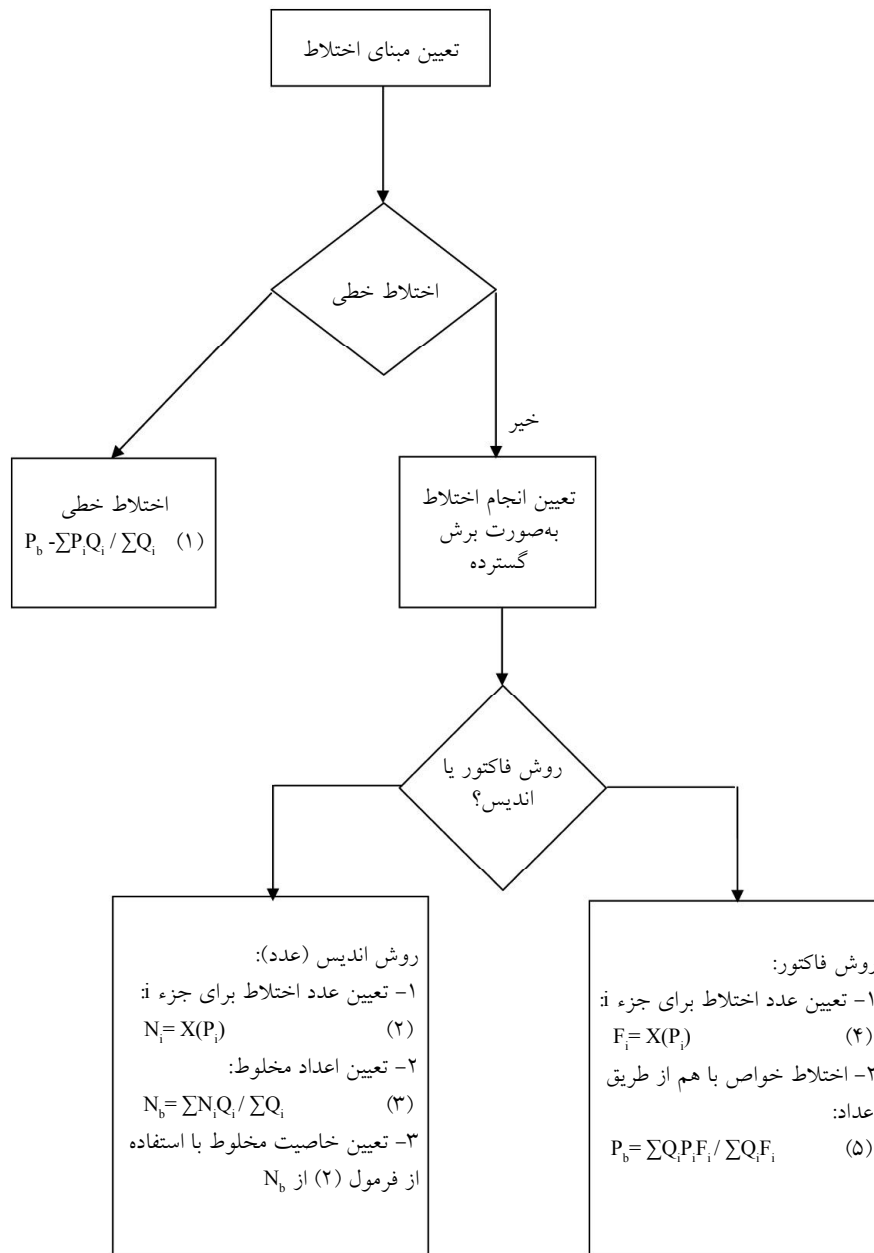 تعیین مبنای اختلاط
اختلاط خطی
خیر
اختلاط خطی
P_b -∑P_iQ_i / ∑Q_i (۱)
تعیین انجام اختلاط
به‌صورت برش
گسترده
روش فاکتور یا
اندیس؟
روش اندیس (عدد):
۱- تعیین عدد اختلاط برای جزء i:
N_i= X(P_i) (۲)
۲- تعیین اعداد مخلوط:
N_b= ∑N_iQ_i / ∑Q_i (۳)
۳- تعیین خاصیت مخلوط با استفاده
از فرمول (۲) از N_b
روش فاکتور:
۱- تعیین عدد اختلاط برای جزء i:
F_i= X(P_i) (۴)
۲- اختلاط خواص با هم از طریق
عداد:
P_b= ∑Q_iP_iF_i / ∑Q_iF_i (۵)